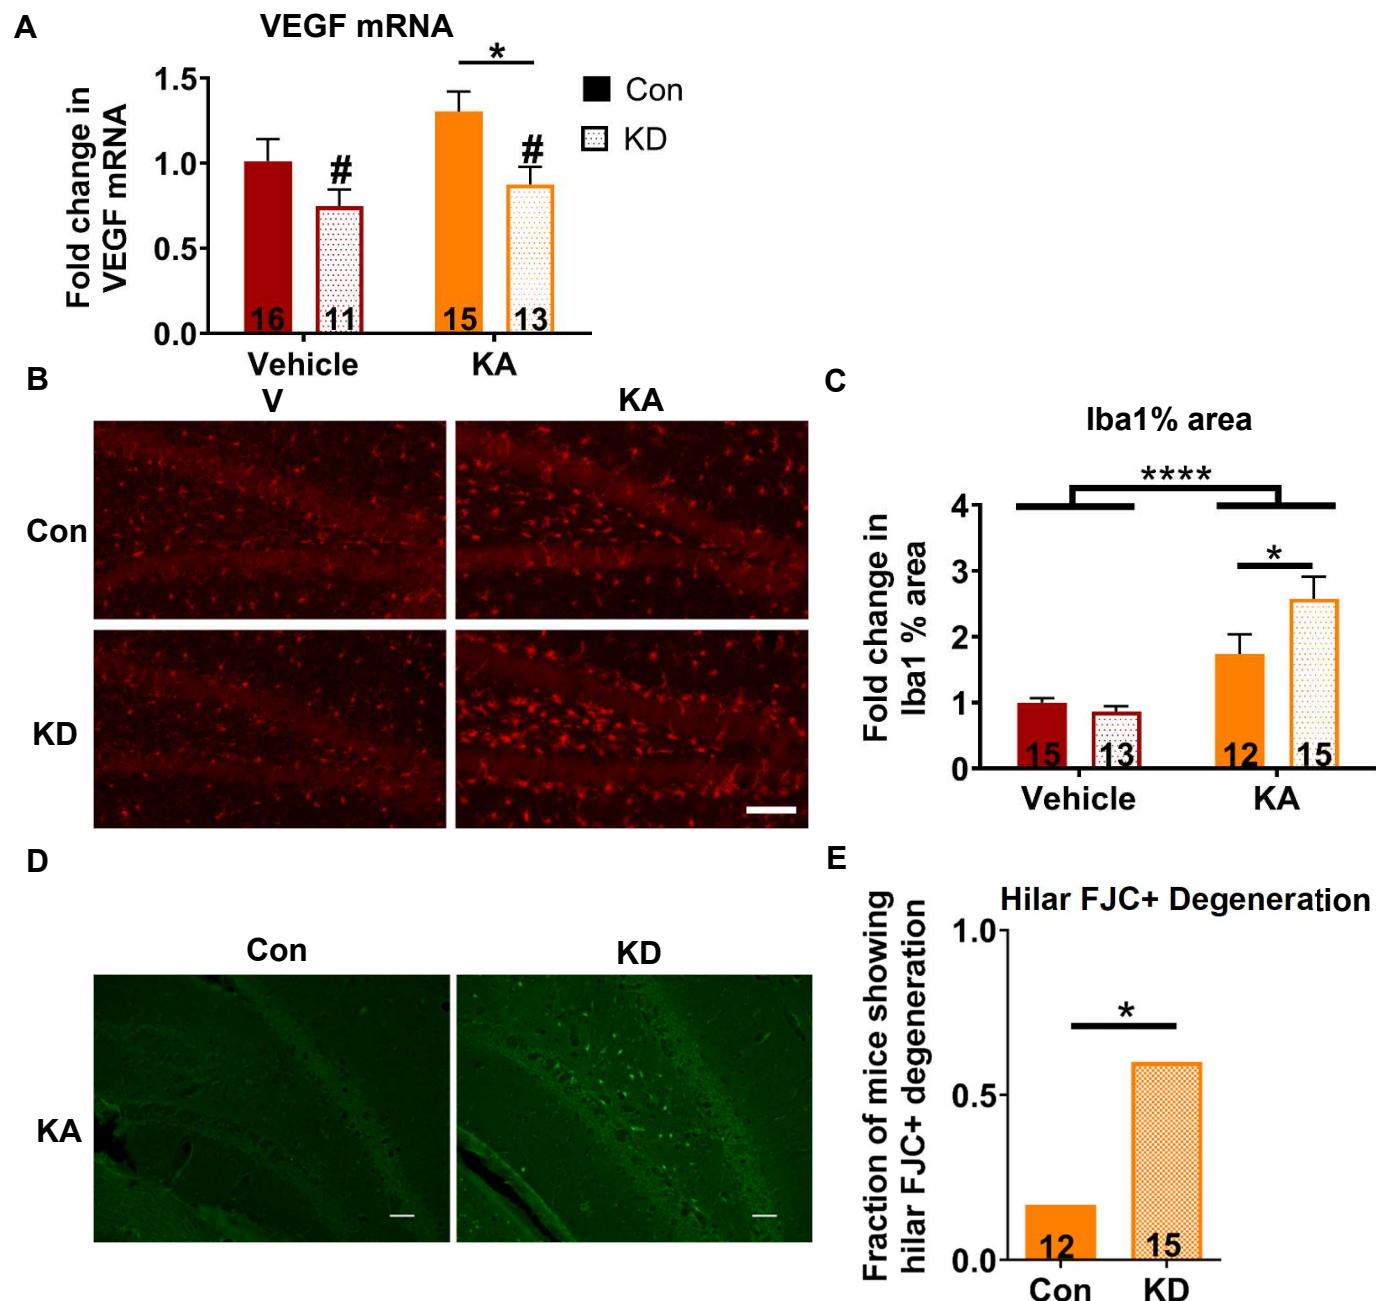 A
VEGF mRNA
*
Fold change in
VEGF mRNA
1.5
1.0
0.5
0.0
#
#
16
11
15
13
Vehicle
KA
Con
KD
B
V
KA
Con
KD
C
Iba1% area
****
*
Fold change in
Iba1 % area
4
3
2
1
0
15
13
12
15
Vehicle
KA
D
Con
KD
KA
E
Hilar FJC+ Degeneration
Fraction of mice showing
hilar FJC+ degeneration
1.0
0.5
0.0
*
12
15
Con
KD